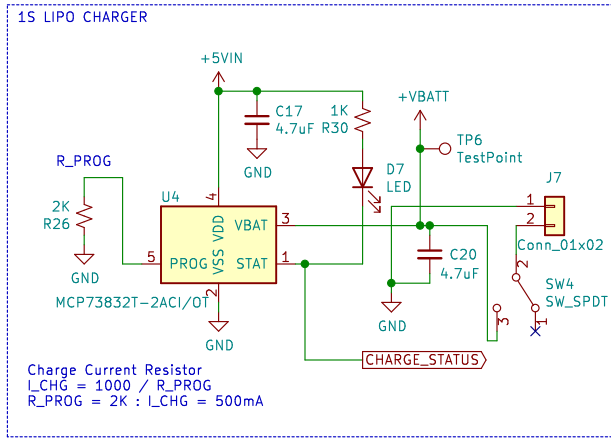 1S LIPO CHARGER
+5VIN
C17
4.7uF
GND
1K
R30
+VBATT
TP6
TestPoint
D7
LED
R_PROG
2K
R26
GND
U4
4
VDD
VBAT
3
5
PROG
STAT
1
VSS
2
MCP73832T-2ACI/OT
GND
C20
4.7uF
GND
J7
1
2
Conn_01x02
2
SW4
SW_SPDT
3
1
CHARGE_STATUS
Charge Current Resistor
I_CHG = 1000 / R_PROG
R_PROG = 2K : I_CHG = 500mA